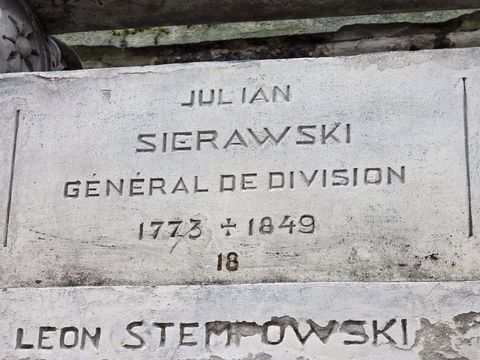 JULIAN
SIERAWSKI
GÉNÉRAL DE DIVISION
1773 ✝ 1849
18
LEON STEMPOWSKI